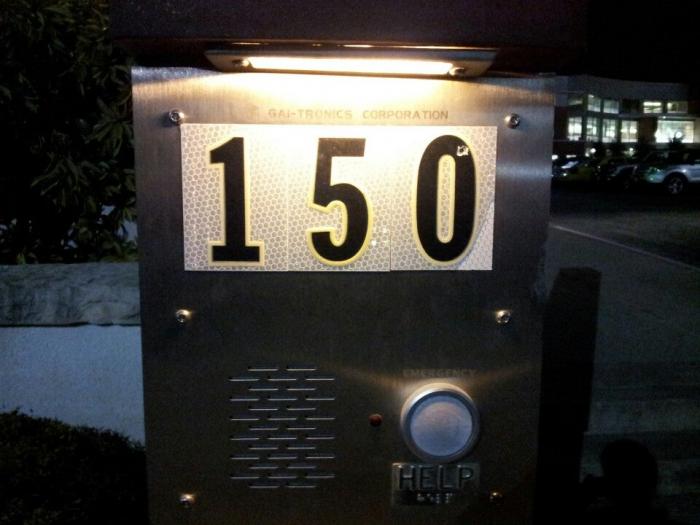 GAI-TRONICS CORPORATION
150
EMERGENCY
HELP